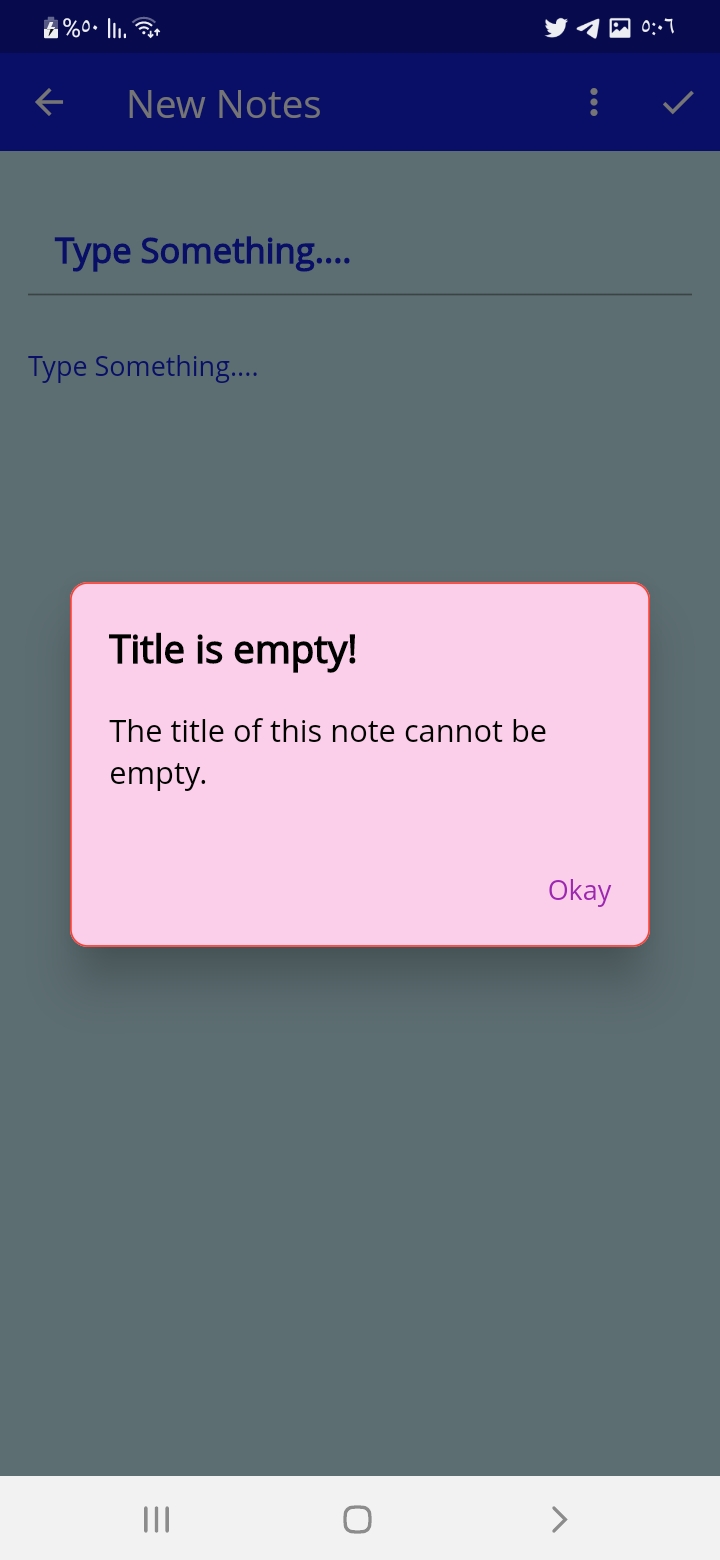 %٥٠ ٥:٠٦
New Notes
Type Something....
Type Something....
Title is empty!
The title of this note cannot be
empty.
Okay